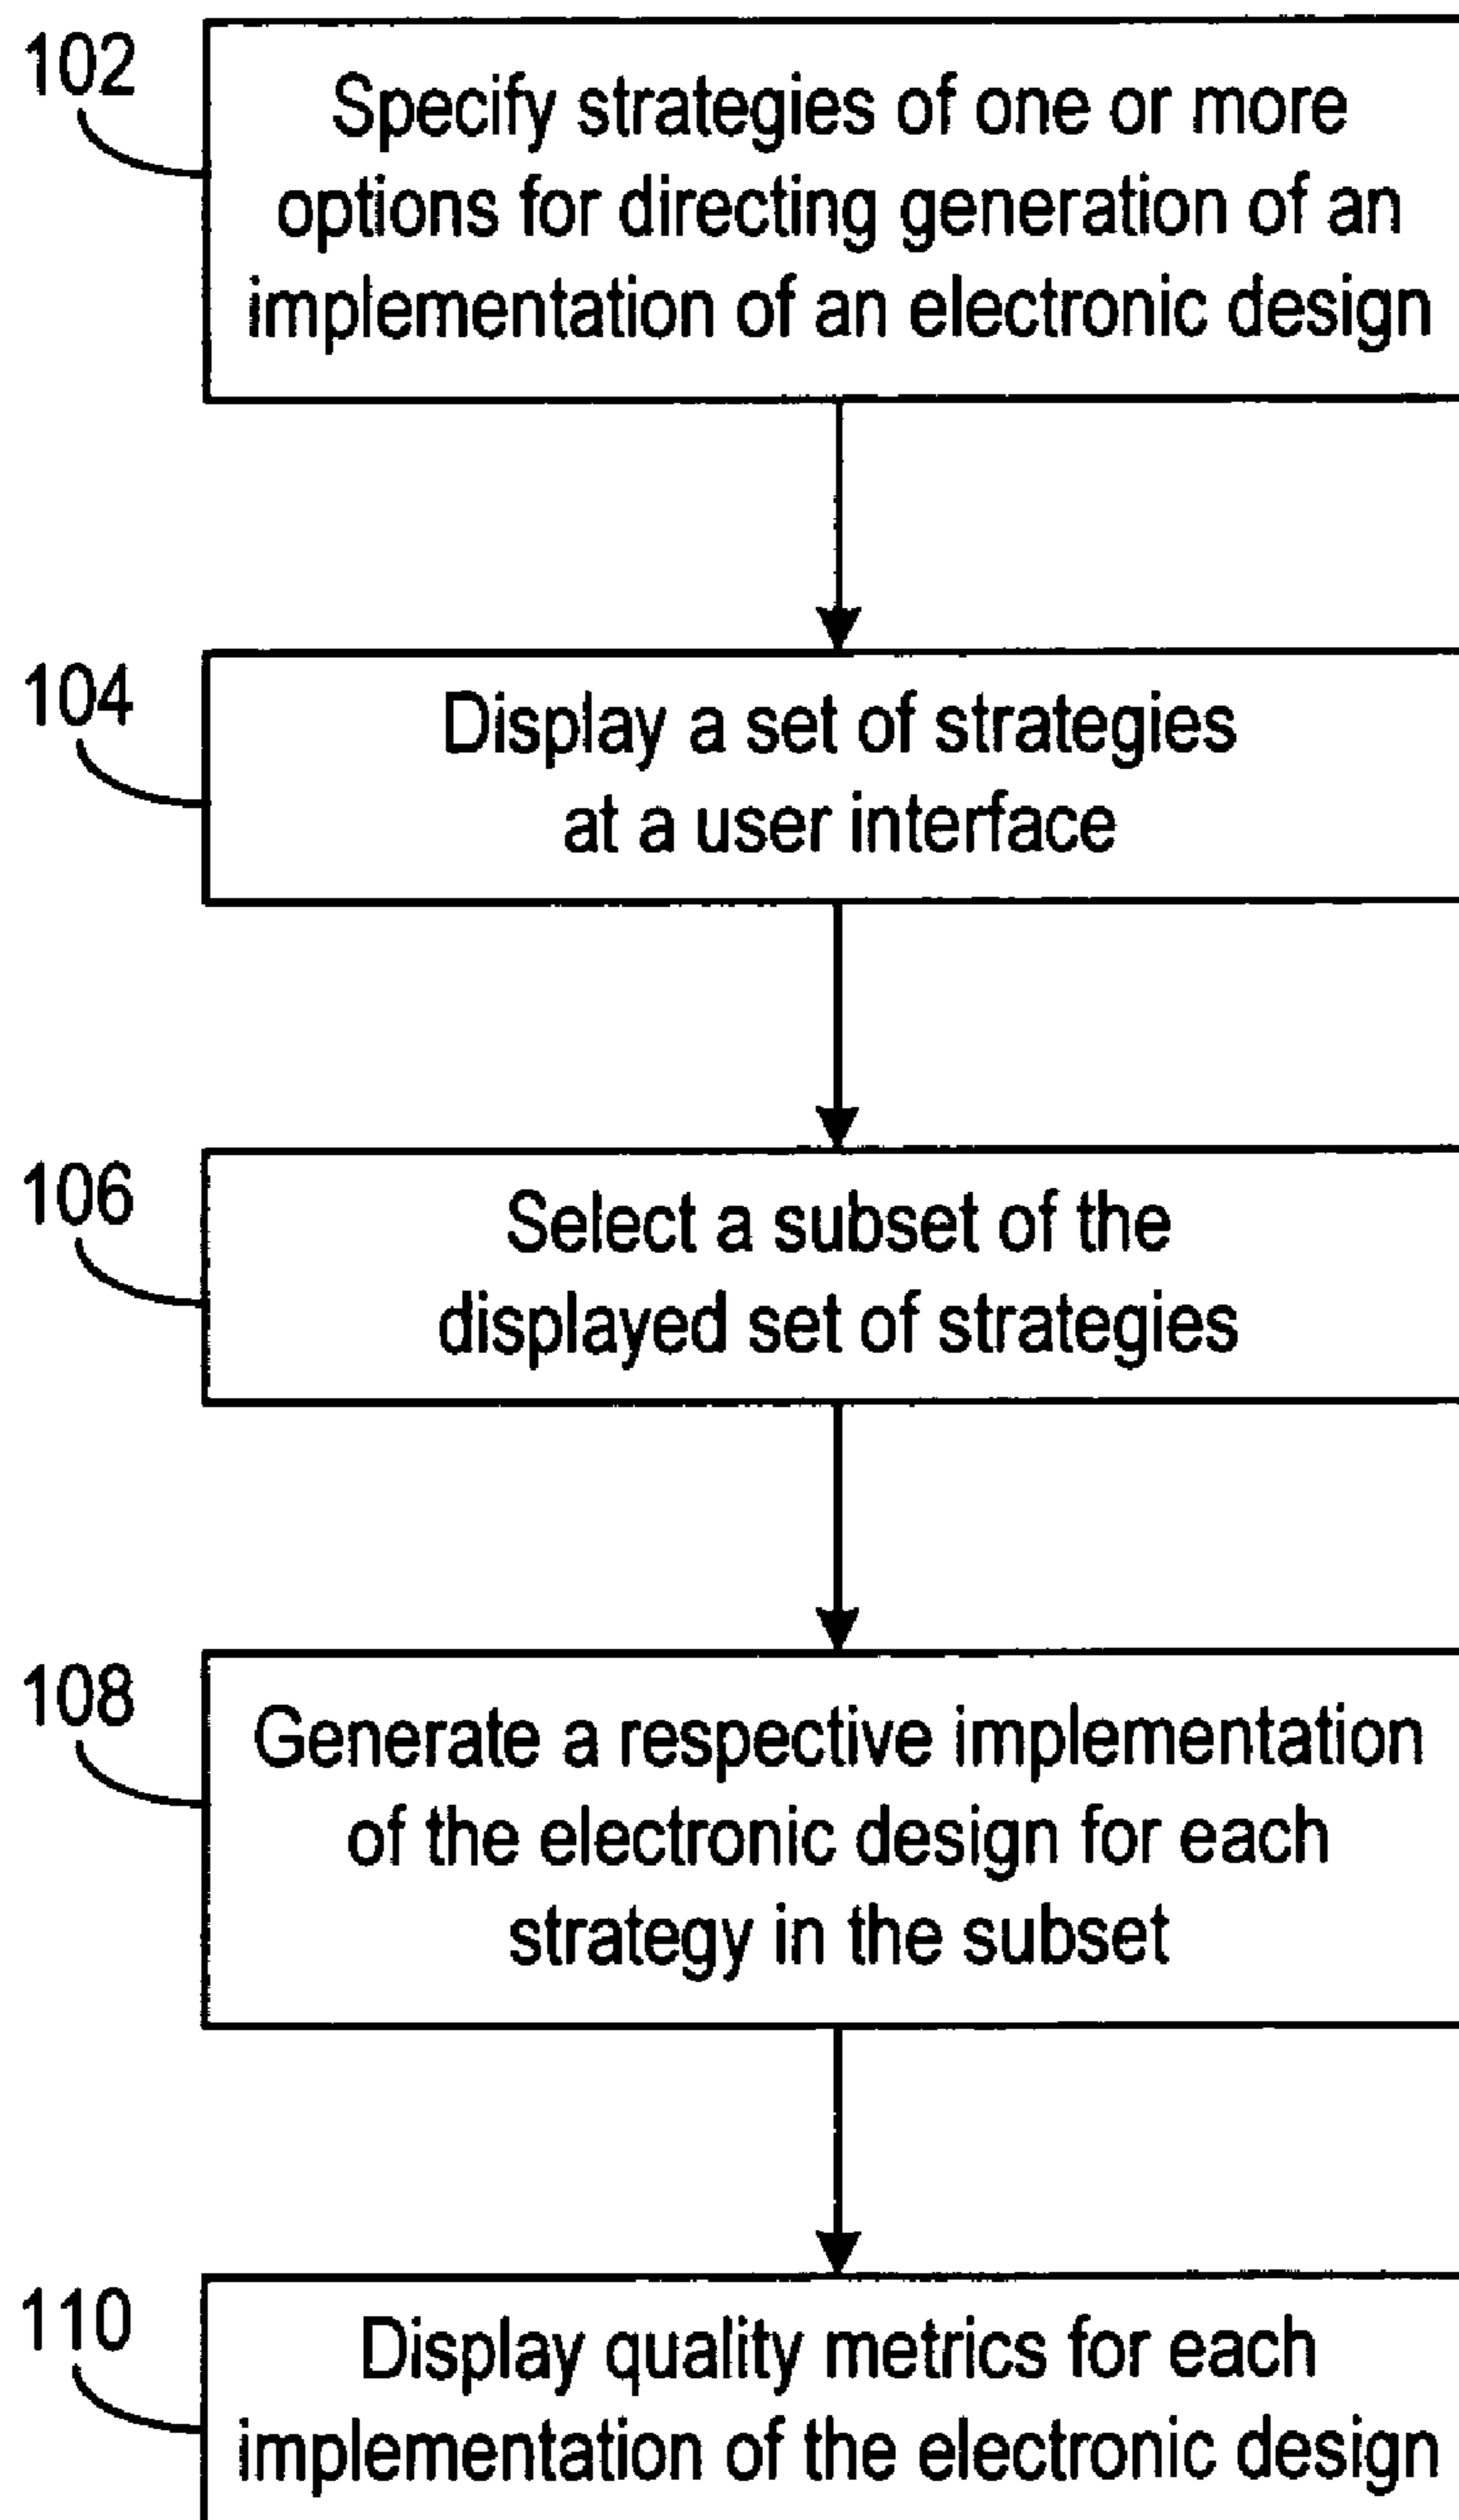 102
Specify strategies of one or more
options for directing generation of an
implementation of an electronic design
104
Display a set of strategies
at a user interface
106
Select a subset of the
displayed set of strategies
108
Generate a respective implementation
of the electronic design for each
strategy in the subset
110
Display quality metrics for each
implementation of the electronic design